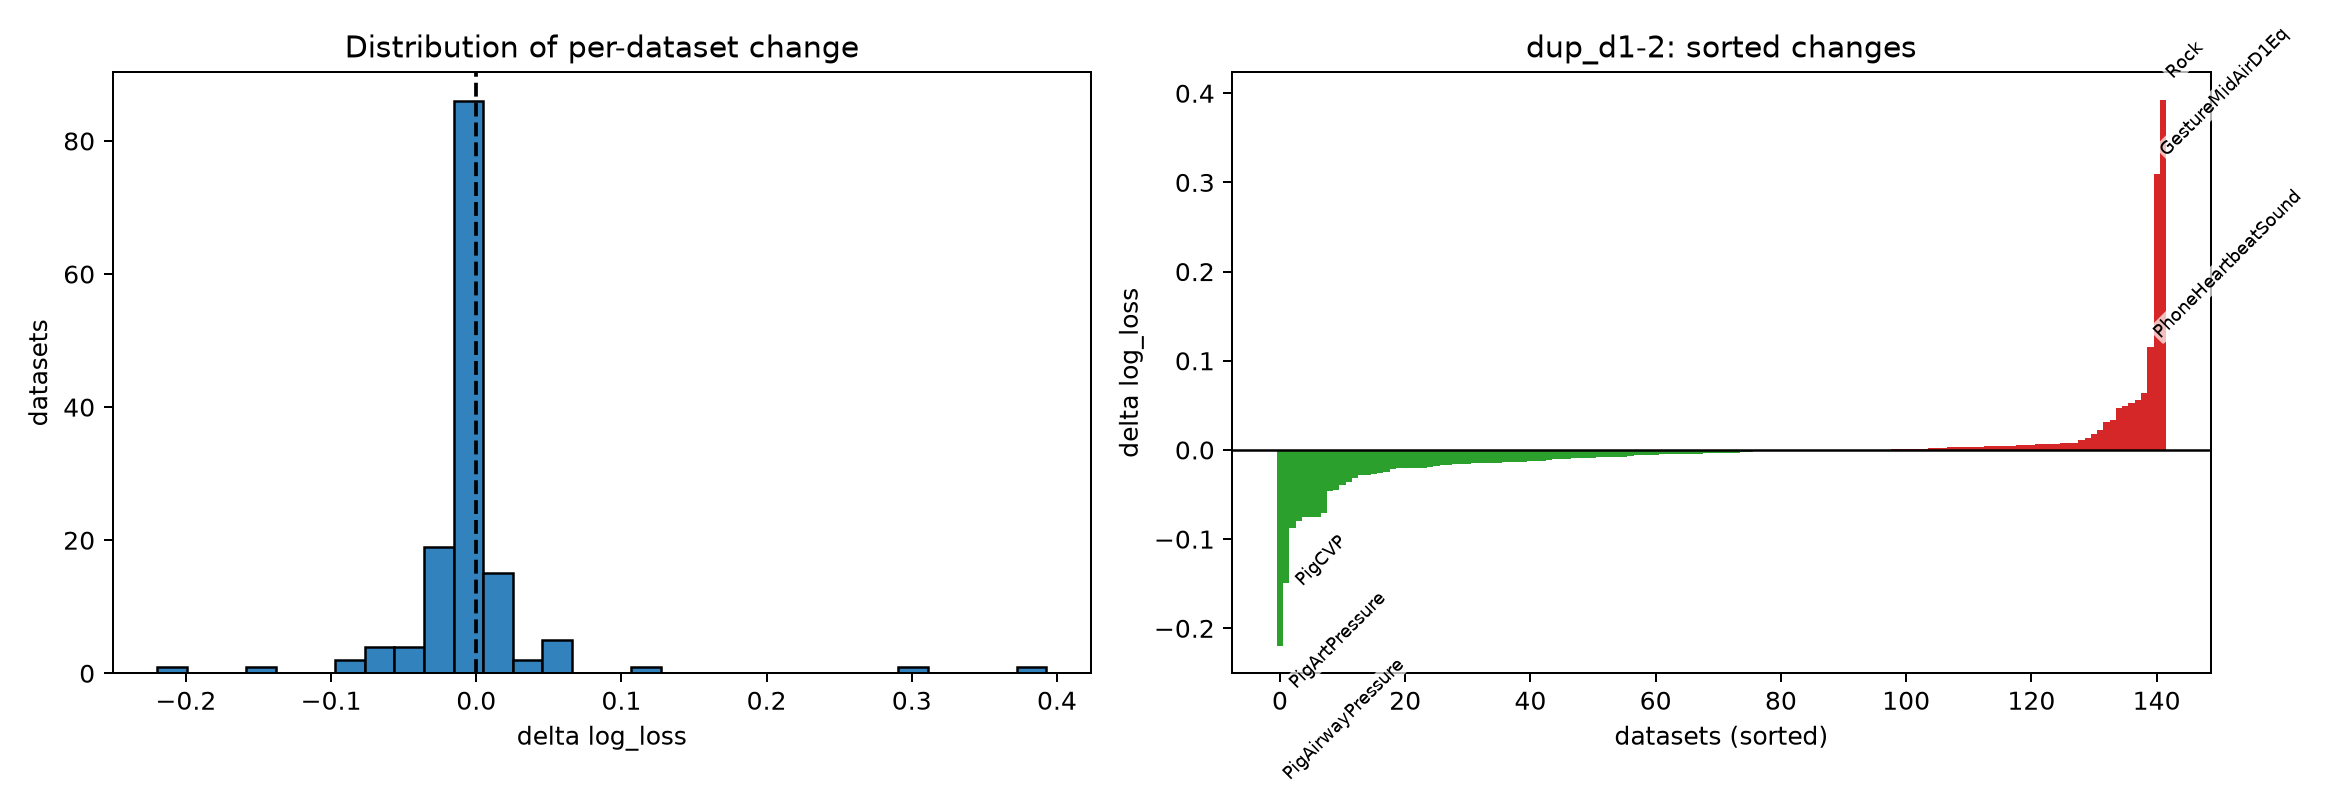 Distribution of per-dataset change
datasets
80
60
40
20
0
−0.2
−0.1
0.0
0.1
0.2
0.3
0.4
delta log_loss
dup_d1-2: sorted changes
delta log_loss
0.4
0.3
0.2
0.1
0.0
−0.1
−0.2
Rock
GestureMidAirD1Eq
PhoneHeartbeatSound
PigCVP
PigArtPressure
PigAirwayPressure
0
20
40
60
80
100
120
140
datasets (sorted)